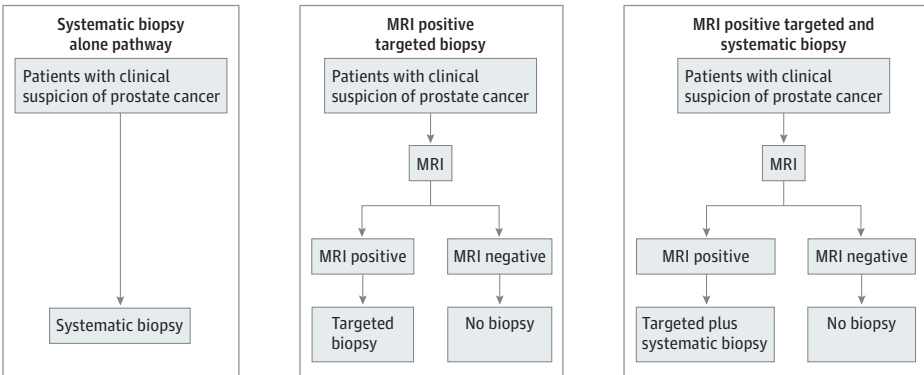 Systematic biopsy
alone pathway
Patients with clinical
suspicion of prostate cancer
Systematic biopsy
MRI positive
targeted biopsy
Patients with clinical
suspicion of prostate cancer
MRI
MRI positive
MRI negative
Targeted
biopsy
No biopsy
MRI positive targeted and
systematic biopsy
Patients with clinical
suspicion of prostate cancer
MRI
MRI positive
MRI negative
Targeted plus
systematic biopsy
No biopsy